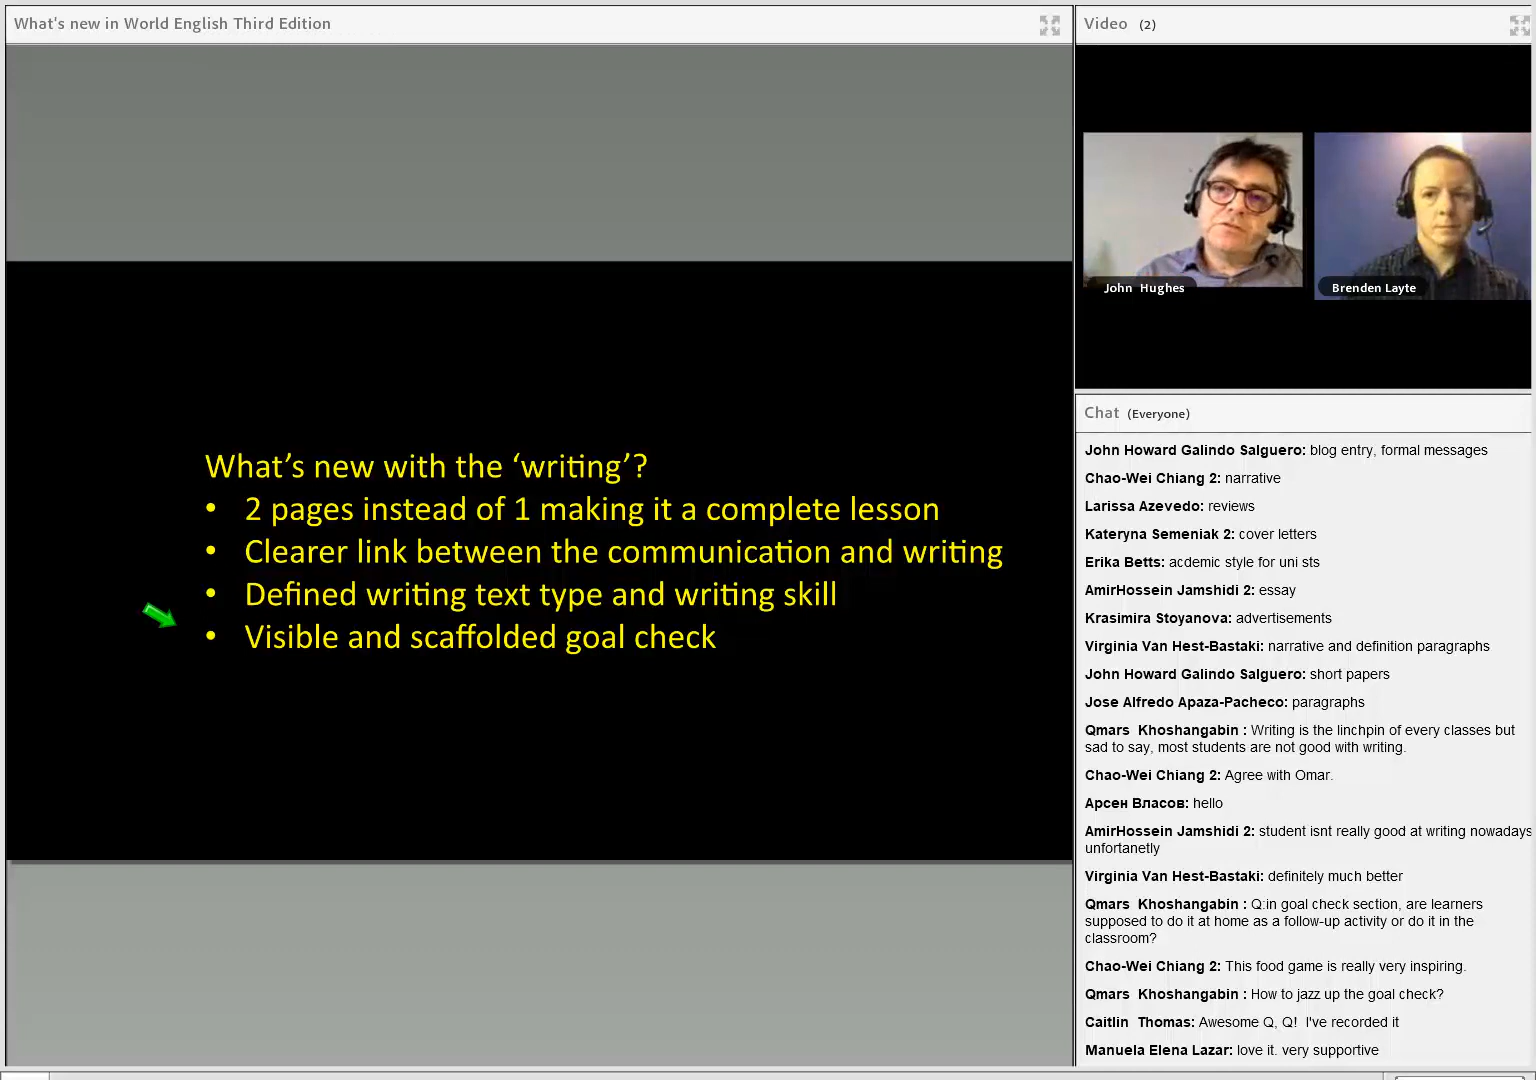 What's new in World English Third Edition
What’s new with the ‘writing’?
• 2 pages instead of 1 making it a complete lesson
• Clearer link between the communication and writing
• Defined writing text type and writing skill
• Visible and scaffolded goal check
Video (2)
John Hughes
Brenden Layte
Chat (Everyone)
John Howard Galindo Salguero: blog entry, formal messages
Chao-Wei Chiang 2: narrative
Larissa Azevedo: reviews
Kateryna Semeniak 2: cover letters
Erika Betts: acdemic style for uni sts
AmirHossein Jamshidi 2: essay
Krasimira Stoyanova: advertisements
Virginia Van Hest-Bastaki: narrative and definition paragraphs
John Howard Galindo Salguero: short papers
Jose Alfredo Apaza-Pacheco: paragraphs
Qmars Khoshangabin : Writing is the linchpin of every classes but
sad to say, most students are not good with writing.
Chao-Wei Chiang 2: Agree with Omar.
Арсен Власов: hello
AmirHossein Jamshidi 2: student isnt really good at writing nowadays
unfortanetly
Virginia Van Hest-Bastaki: definitely much better
Qmars Khoshangabin : Q:in goal check section, are learners
supposed to do it at home as a follow-up activity or do it in the
classroom?
Chao-Wei Chiang 2: This food game is really very inspiring.
Qmars Khoshangabin : How to jazz up the goal check?
Caitlin Thomas: Awesome Q, Q! I've recorded it
Manuela Elena Lazar: love it. very supportive